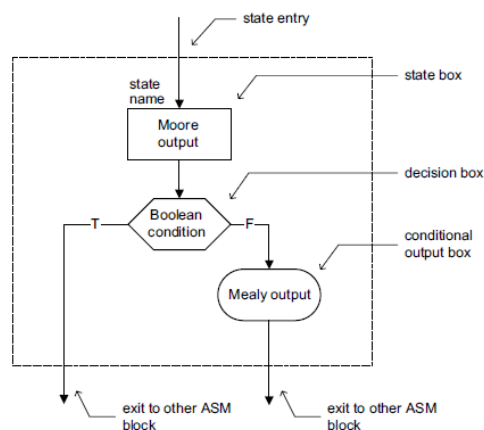 state entry
state box
state
name
Moore
output
decision box
Boolean
condition
T
F
conditional
output box
Mealy output
exit to other ASM
block
exit to other ASM
block